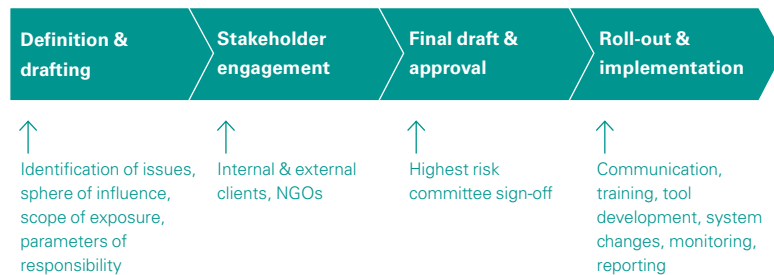 Definition &
drafting
Stakeholder
engagement
Final draft &
approval
Roll-out &
implementation
Identification of issues,
sphere of influence,
scope of exposure,
parameters of
responsibility
Internal & external
clients, NGOs
Highest risk
committee sign-off
Communication,
training, tool
development, system
changes, monitoring,
reporting